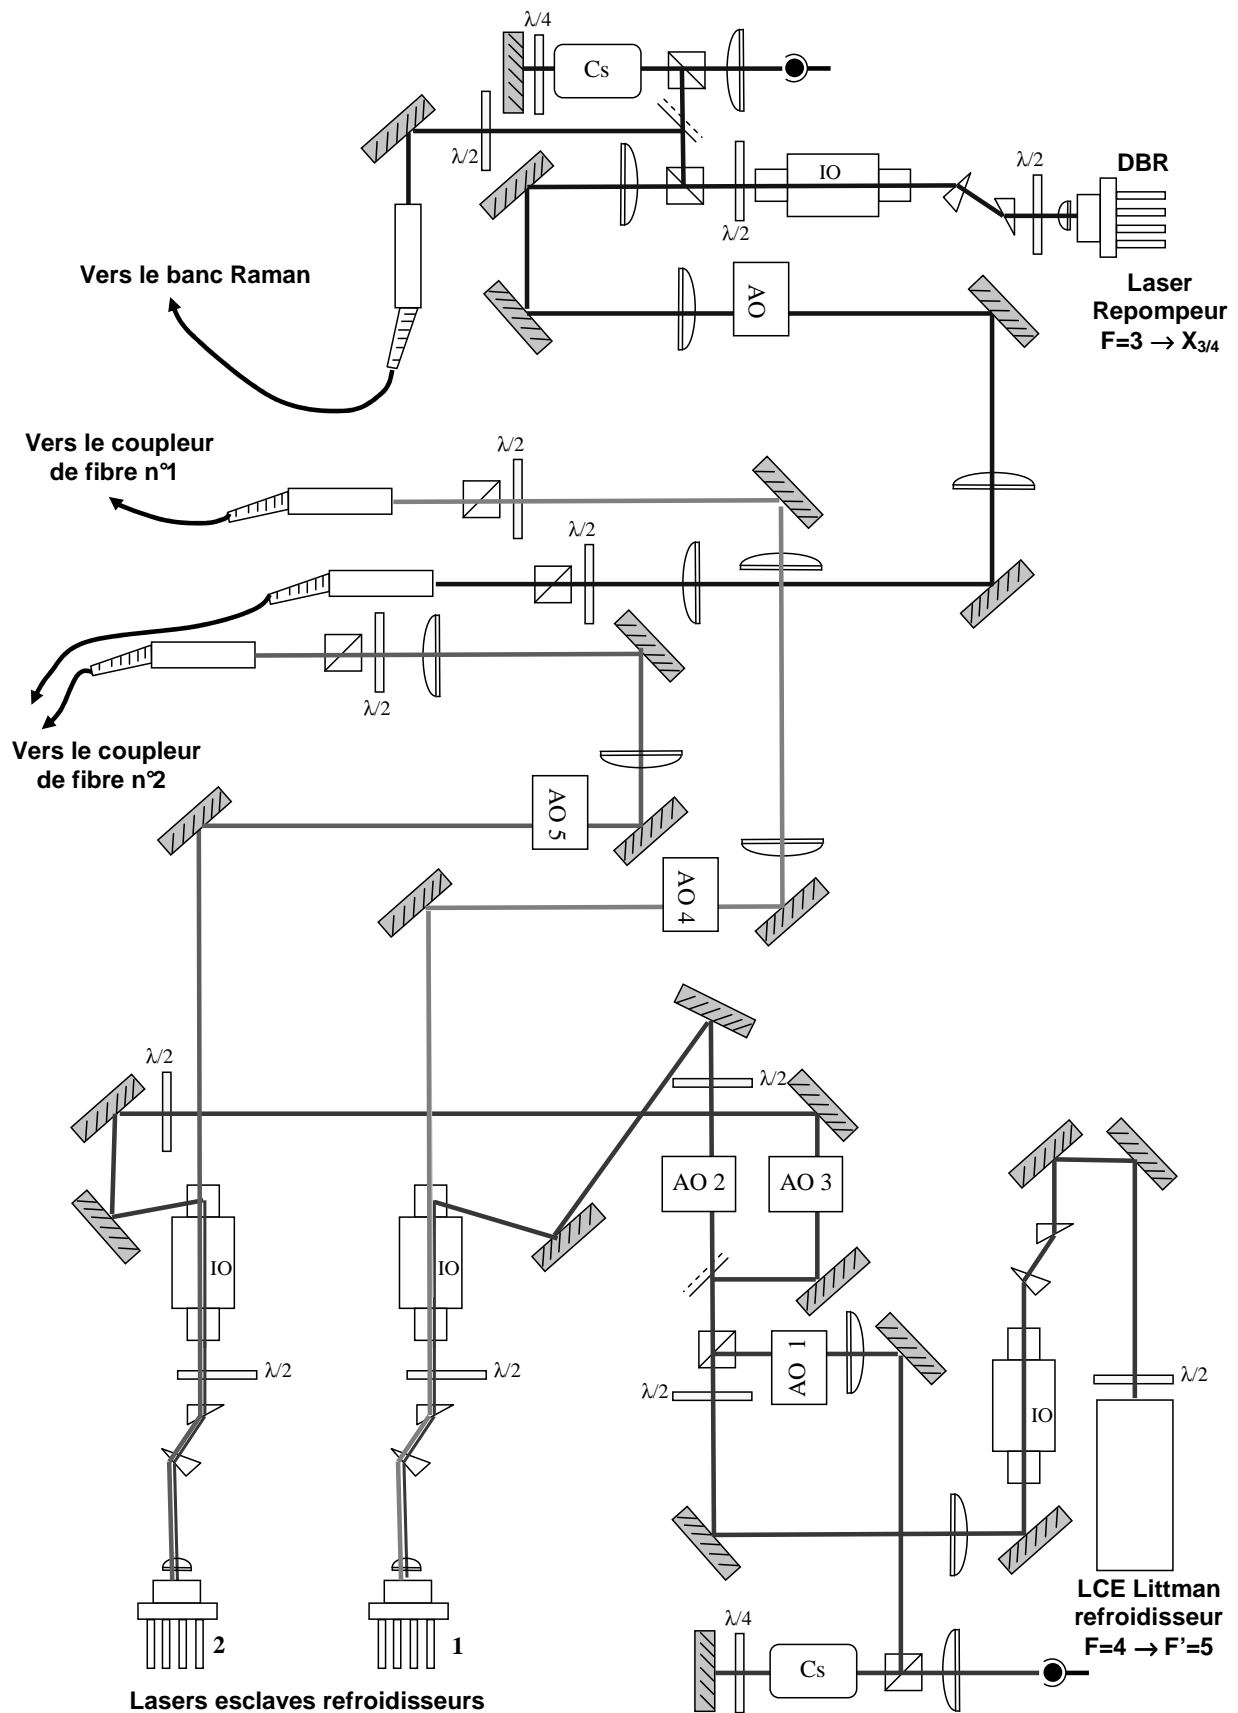 λ/4
Cs
λ/2
IO
λ/2
DBR
λ/2
Vers le banc Raman
AO
Laser
Repompeur
F=3 → X3/4
Vers le coupleur
de fibre n°1
λ/2
λ/2
λ/2
Vers le coupleur
de fibre n°2
AO 5
AO 4
λ/2
λ/2
AO 2
AO 3
IO
IO
AO 1
λ/2
λ/2
λ/2
λ/2
IO
LCE Littman
refroidisseur
F=4 → F'=5
λ/4
Cs
2
1
Lasers esclaves refroidisseurs